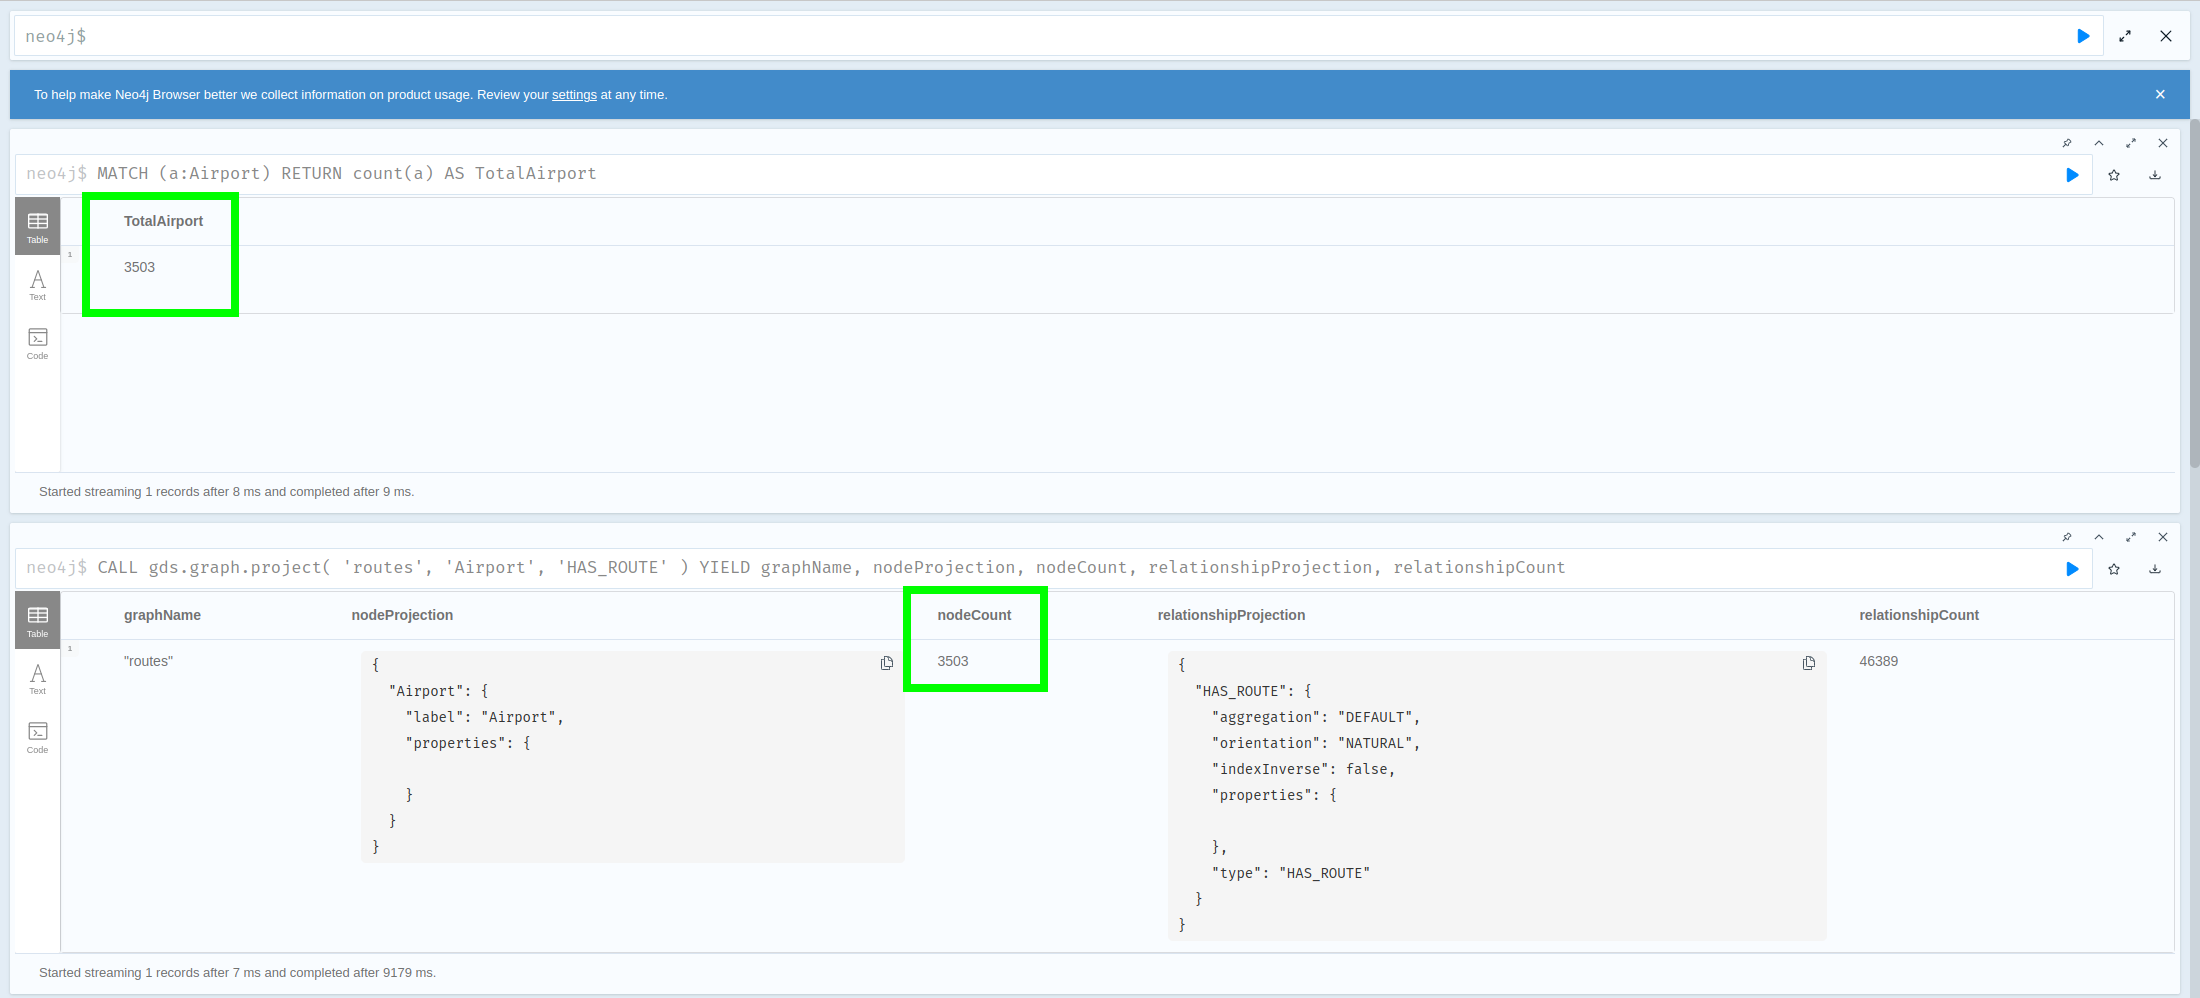 neo4j$
To help make Neo4j Browser better we collect information on product usage. Review your settings at any time.
neo4j$ MATCH (a:Airport) RETURN count(a) AS TotalAirport
Table
TotalAirport
1
3503
Text
Code
Started streaming 1 records after 8 ms and completed after 9 ms.
neo4j$ CALL gds.graph.project( 'routes', 'Airport', 'HAS_ROUTE' ) YIELD graphName, nodeProjection, nodeCount, relationshipProjection, relationshipCount
Table
Text
Code
graphName nodeProjection nodeCount relationshipProjection relationshipCount
1
"routes"
{
"Airport": {
"label": "Airport",
"properties": {
}
}
}
3503
{
"HAS_ROUTE": {
"aggregation": "DEFAULT",
"orientation": "NATURAL",
"indexInverse": false,
"properties": {
},
"type": "HAS_ROUTE"
}
}
46389
Started streaming 1 records after 7 ms and completed after 9179 ms.